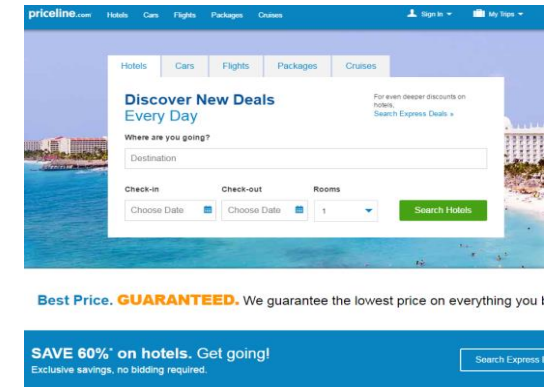 priceline.com Hotels Cars Flights Packages Cruises Sign In My Trips
Hotels Cars Flights Packages Cruises
Discover New Deals
Every Day
For even deeper discounts on
hotels,
Search Express Deals »
Where are you going?
Destination
Check-in Check-out Rooms
Choose Date Choose Date 1 Search Hotels
Best Price. GUARANTEED. We guarantee the lowest price on everything you
SAVE 60%* on hotels. Get going!
Exclusive savings, no bidding required.
Search Express